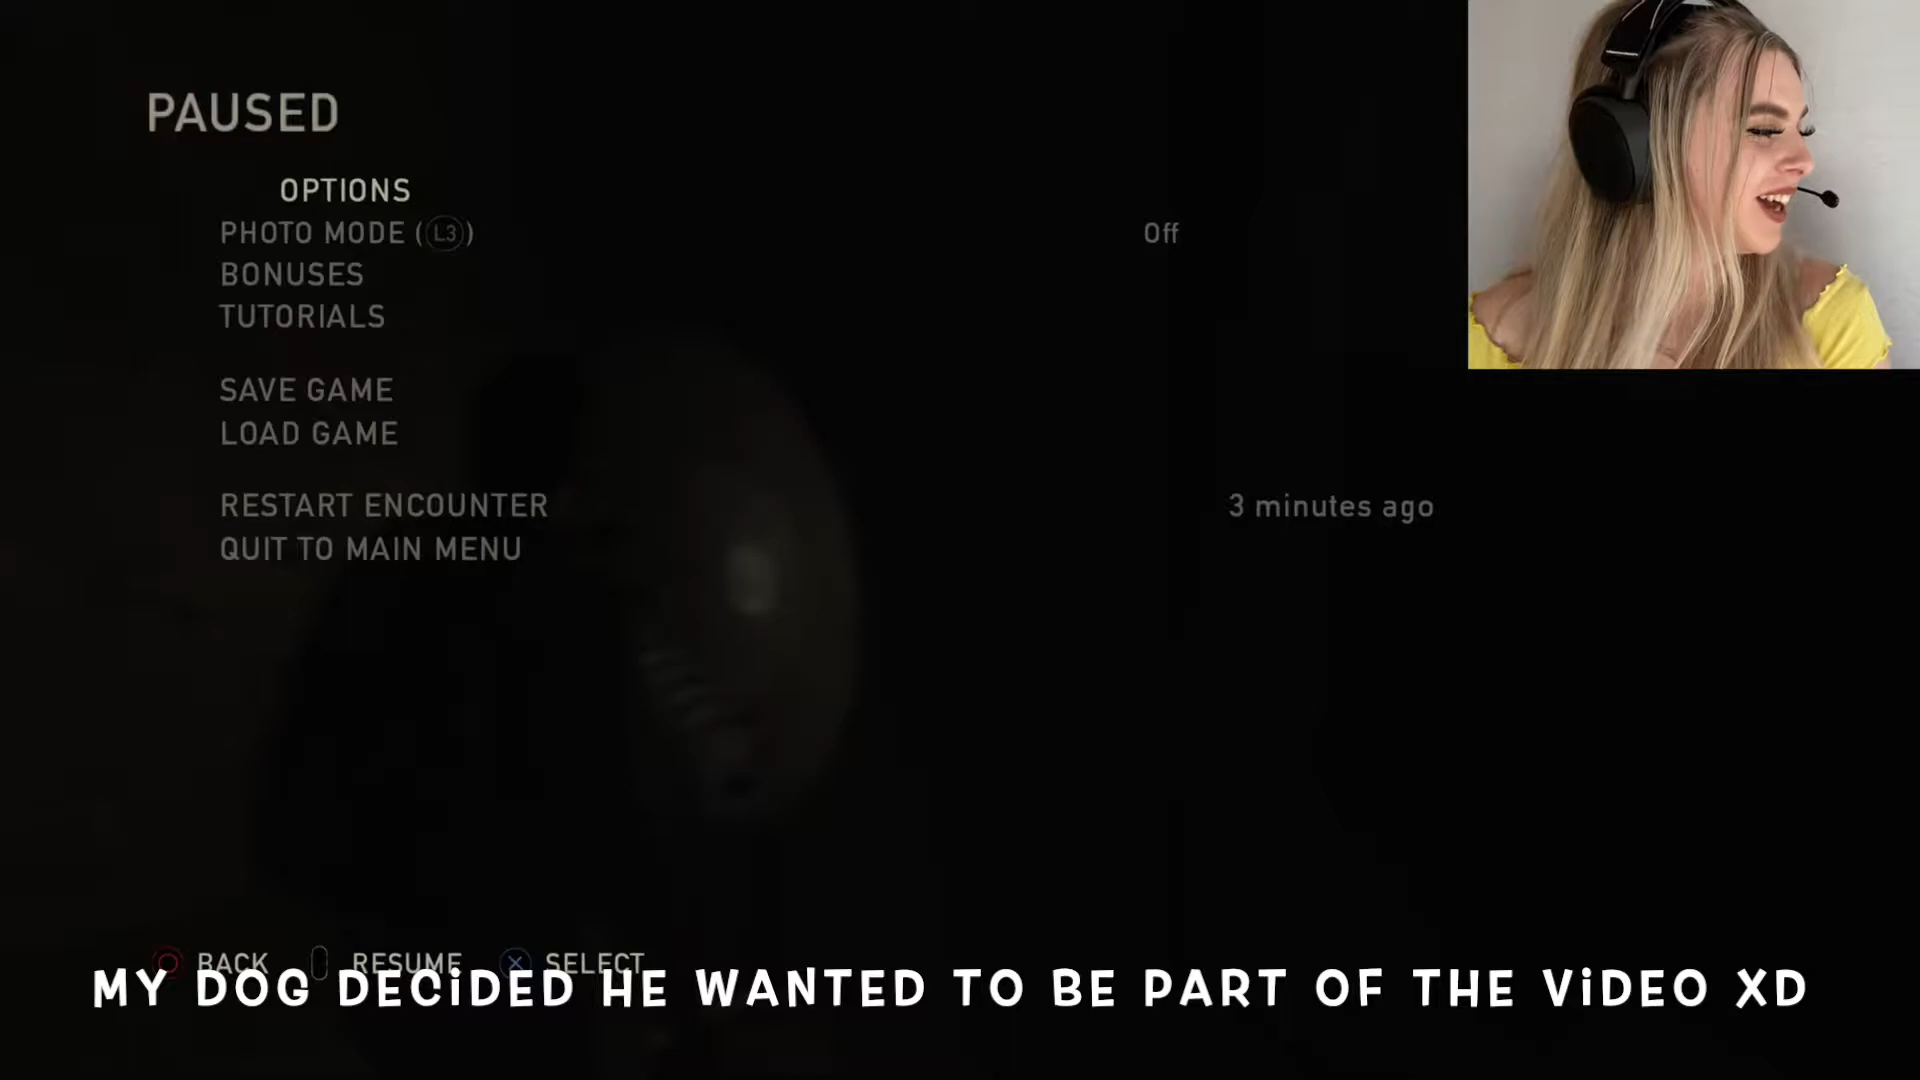 PAUSED
OPTIONS
PHOTO MODE (L3) Off
BONUSES
TUTORIALS
SAVE GAME
LOAD GAME
RESTART ENCOUNTER 3 minutes ago
QUIT TO MAIN MENU
BACK RESUME SELECT
MY DOG DECiDED HE WANTED TO BE PART OF THE ViDEO XD